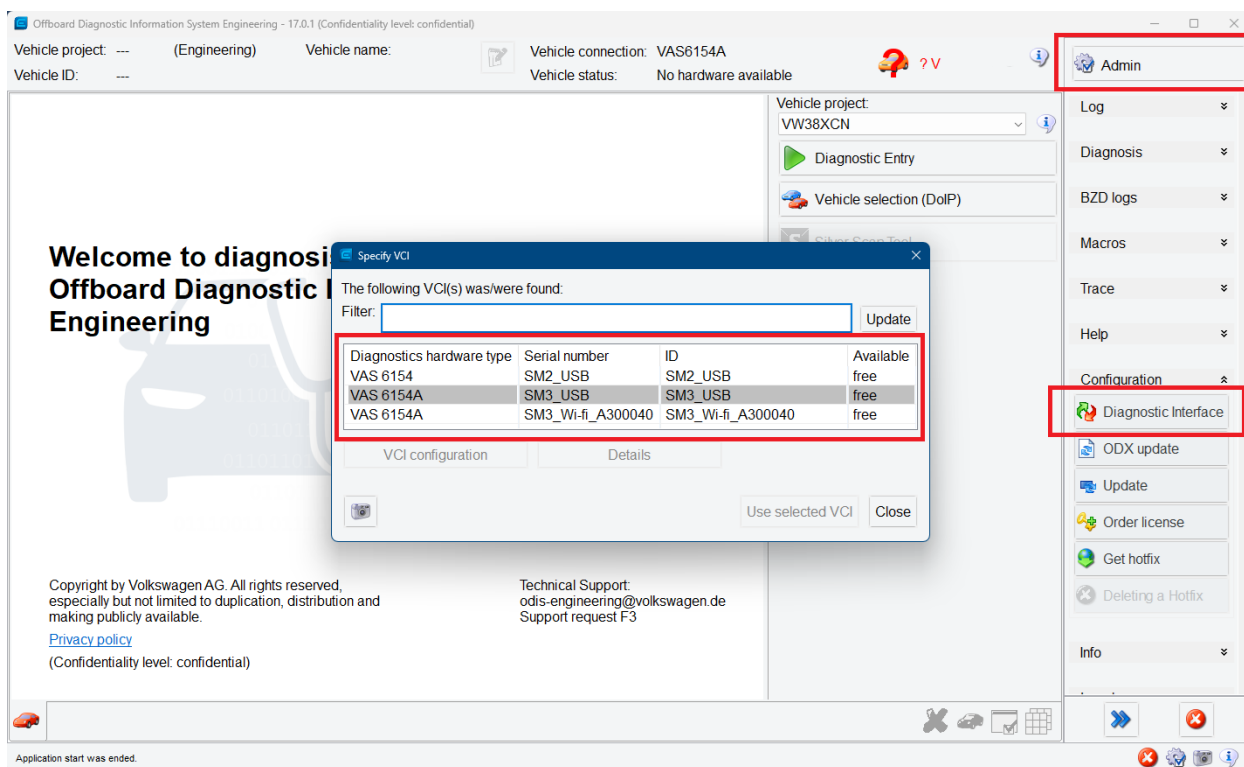 Offboard Diagnostic Information System Engineering - 17.0.1 (Confidentiality level: confidential)
Vehicle project: --- (Engineering) Vehicle name: Vehicle connection: VAS6154A
Vehicle ID: --- Vehicle status: No hardware available
? V
Admin
Vehicle project:
VW38XCN
Diagnostic Entry
Vehicle selection (DoIP)
Silver Scan Tool
Log
Diagnosis
BZD logs
Macros
Trace
Help
Configuration
Diagnostic Interface
ODX update
Update
Order license
Get hotfix
Deleting a Hotfix
Info
Welcome to diagnosi
Offboard Diagnostic I
Engineering
Specify VCI
The following VCI(s) was/were found:
Filter:
Update
Diagnostics hardware type Serial number ID Available
VAS 6154 SM2_USB SM2_USB free
VAS 6154A SM3_USB SM3_USB free
VAS 6154A SM3_Wi-fi_A300040 SM3_Wi-fi_A300040 free
VCI configuration Details
Use selected VCI Close
Copyright by Volkswagen AG. All rights reserved,
especially but not limited to duplication, distribution and
making publicly available.
Privacy policy
(Confidentiality level: confidential)
Technical Support:
odis-engineering@volkswagen.de
Support request F3
Application start was ended.